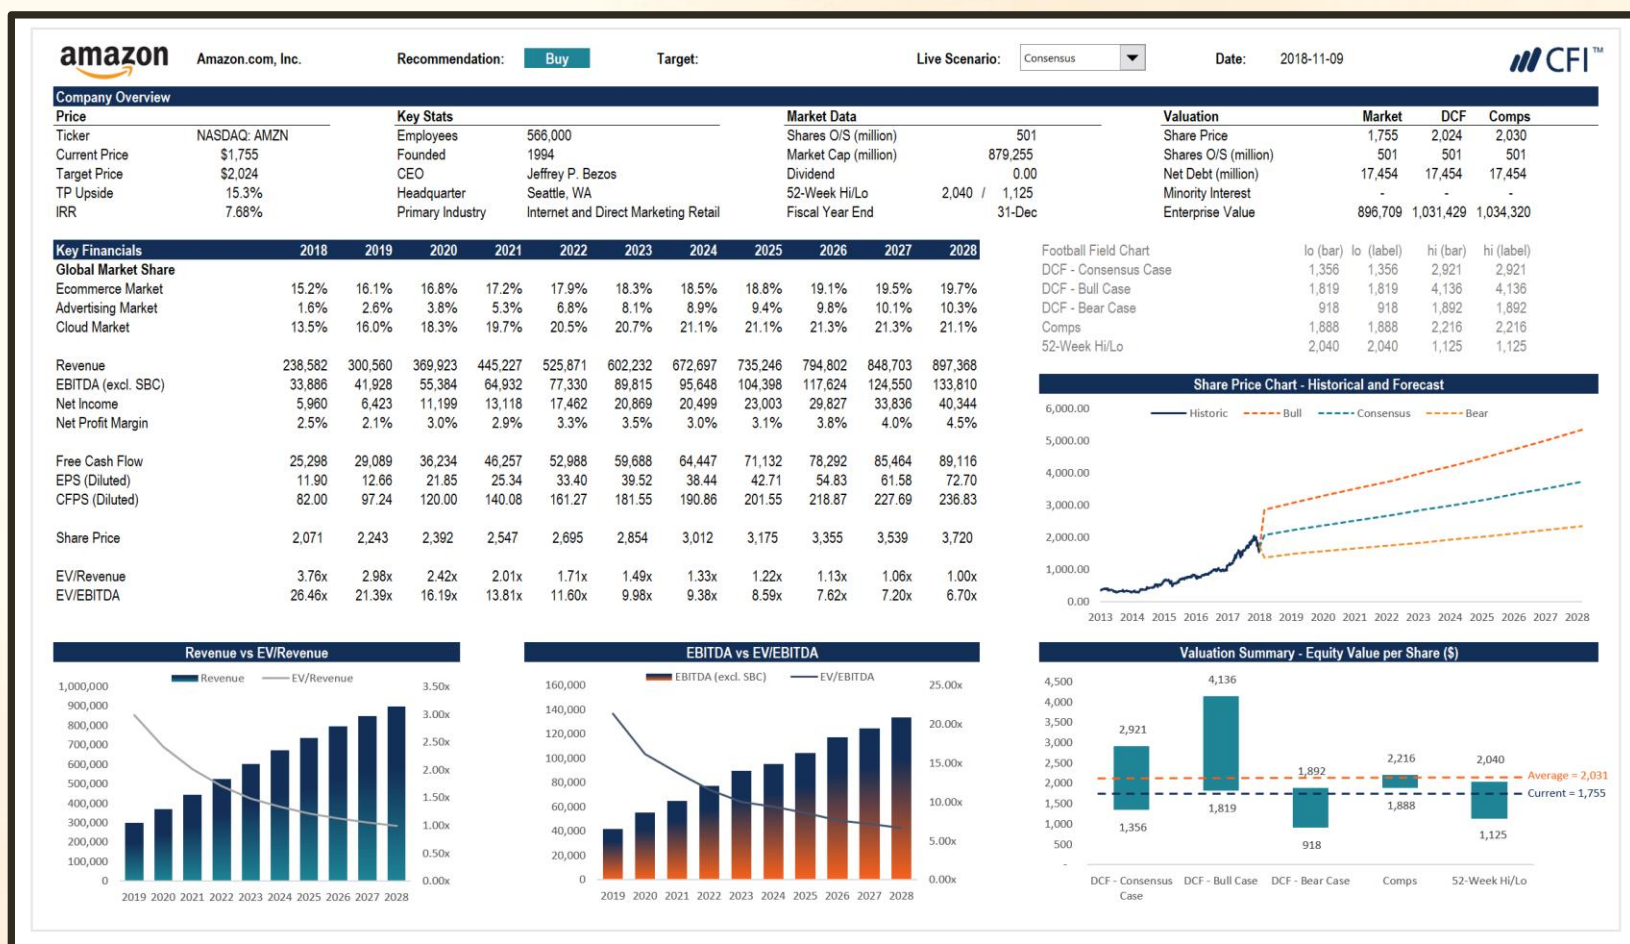 amazon Amazon.com, Inc. Recommendation: Buy Target: Live Scenario: Consensus Date: 2018-11-09 CFI™
Company Overview
Price Key Stats Market Data Valuation Market DCF Comps
Ticker NASDAQ: AMZN Employees 566,000 Shares O/S (million) 501 Share Price 1,755 2,024 2,030
Current Price $1,755 Founded 1994 Market Cap (million) 879,255 Shares O/S (million) 501 501 501
Target Price $2,024 CEO Jeffrey P. Bezos Dividend 0.00 Net Debt (million) 17,454 17,454 17,454
TP Upside 15.3% Headquarter Seattle, WA 52-Week Hi/Lo 2,040 / 1,125 Minority Interest - - -
IRR 7.68% Primary Industry Internet and Direct Marketing Retail Fiscal Year End 31-Dec Enterprise Value 896,709 1,031,429 1,034,320
Key Financials 2018 2019 2020 2021 2022 2023 2024 2025 2026 2027 2028
Global Market Share
Ecommerce Market 15.2% 16.1% 16.8% 17.2% 17.9% 18.3% 18.5% 18.8% 19.1% 19.5% 19.7%
Advertising Market 1.6% 2.6% 3.8% 5.3% 6.8% 8.1% 8.9% 9.4% 9.8% 10.1% 10.3%
Cloud Market 13.5% 16.0% 18.3% 19.7% 20.5% 20.7% 21.1% 21.1% 21.3% 21.3% 21.1%
Revenue 238,582 300,560 369,923 445,227 525,871 602,232 672,697 735,246 794,802 848,703 897,368
EBITDA (excl. SBC) 33,886 41,928 55,384 64,932 77,330 89,815 95,648 104,398 117,624 124,550 133,810
Net Income 5,960 6,423 11,199 13,118 17,462 20,869 20,499 23,003 29,827 33,836 40,344
Net Profit Margin 2.5% 2.1% 3.0% 2.9% 3.3% 3.5% 3.0% 3.1% 3.8% 4.0% 4.5%
Free Cash Flow 25,298 29,089 36,234 46,257 52,988 59,688 64,447 71,132 78,292 85,464 89,116
EPS (Diluted) 11.90 12.66 21.85 25.34 33.40 39.52 38.44 42.71 54.83 61.58 72.70
CFPS (Diluted) 82.00 97.24 120.00 140.08 161.27 181.55 190.86 201.55 218.87 227.69 236.83
Share Price 2,071 2,243 2,392 2,547 2,695 2,854 3,012 3,175 3,355 3,539 3,720
EV/Revenue 3.76x 2.98x 2.42x 2.01x 1.71x 1.49x 1.33x 1.22x 1.13x 1.06x 1.00x
EV/EBITDA 26.46x 21.39x 16.19x 13.81x 11.60x 9.98x 9.38x 8.59x 7.62x 7.20x 6.70x
Football Field Chart lo (bar) lo (label) hi (bar) hi (label)
DCF - Consensus Case 1,356 1,356 2,921 2,921
DCF - Bull Case 1,819 1,819 4,136 4,136
DCF - Bear Case 918 918 1,892 1,892
Comps 1,888 1,888 2,216 2,216
52-Week Hi/Lo 2,040 2,040 1,125 1,125
Share Price Chart - Historical and Forecast
Historic Bull Consensus Bear
6,000.00
5,000.00
4,000.00
3,000.00
2,000.00
1,000.00
0.00
2013 2014 2015 2016 2017 2018 2019 2020 2021 2022 2023 2024 2025 2026 2027 2028
Revenue vs EV/Revenue
Revenue EV/Revenue
1,000,000
900,000
800,000
700,000
600,000
500,000
400,000
300,000
200,000
100,000
0
3.50x
3.00x
2.50x
2.00x
1.50x
1.00x
0.50x
0.00x
2019 2020 2021 2022 2023 2024 2025 2026 2027 2028
EBITDA vs EV/EBITDA
EBITDA (excl. SBC) EV/EBITDA
160,000
140,000
120,000
100,000
80,000
60,000
40,000
20,000
0
25.00x
20.00x
15.00x
10.00x
5.00x
0.00x
2019 2020 2021 2022 2023 2024 2025 2026 2027 2028
Valuation Summary - Equity Value per Share ($)
4,500
4,000
3,500
3,000
2,500
2,000
1,500
1,000
500
-
2,921
1,356
4,136
1,819
1,892
918
2,216
1,888
2,040
1,125
Average = 2,031
Current = 1,755
DCF - Consensus Case DCF - Bull Case DCF - Bear Case Comps 52-Week Hi/Lo